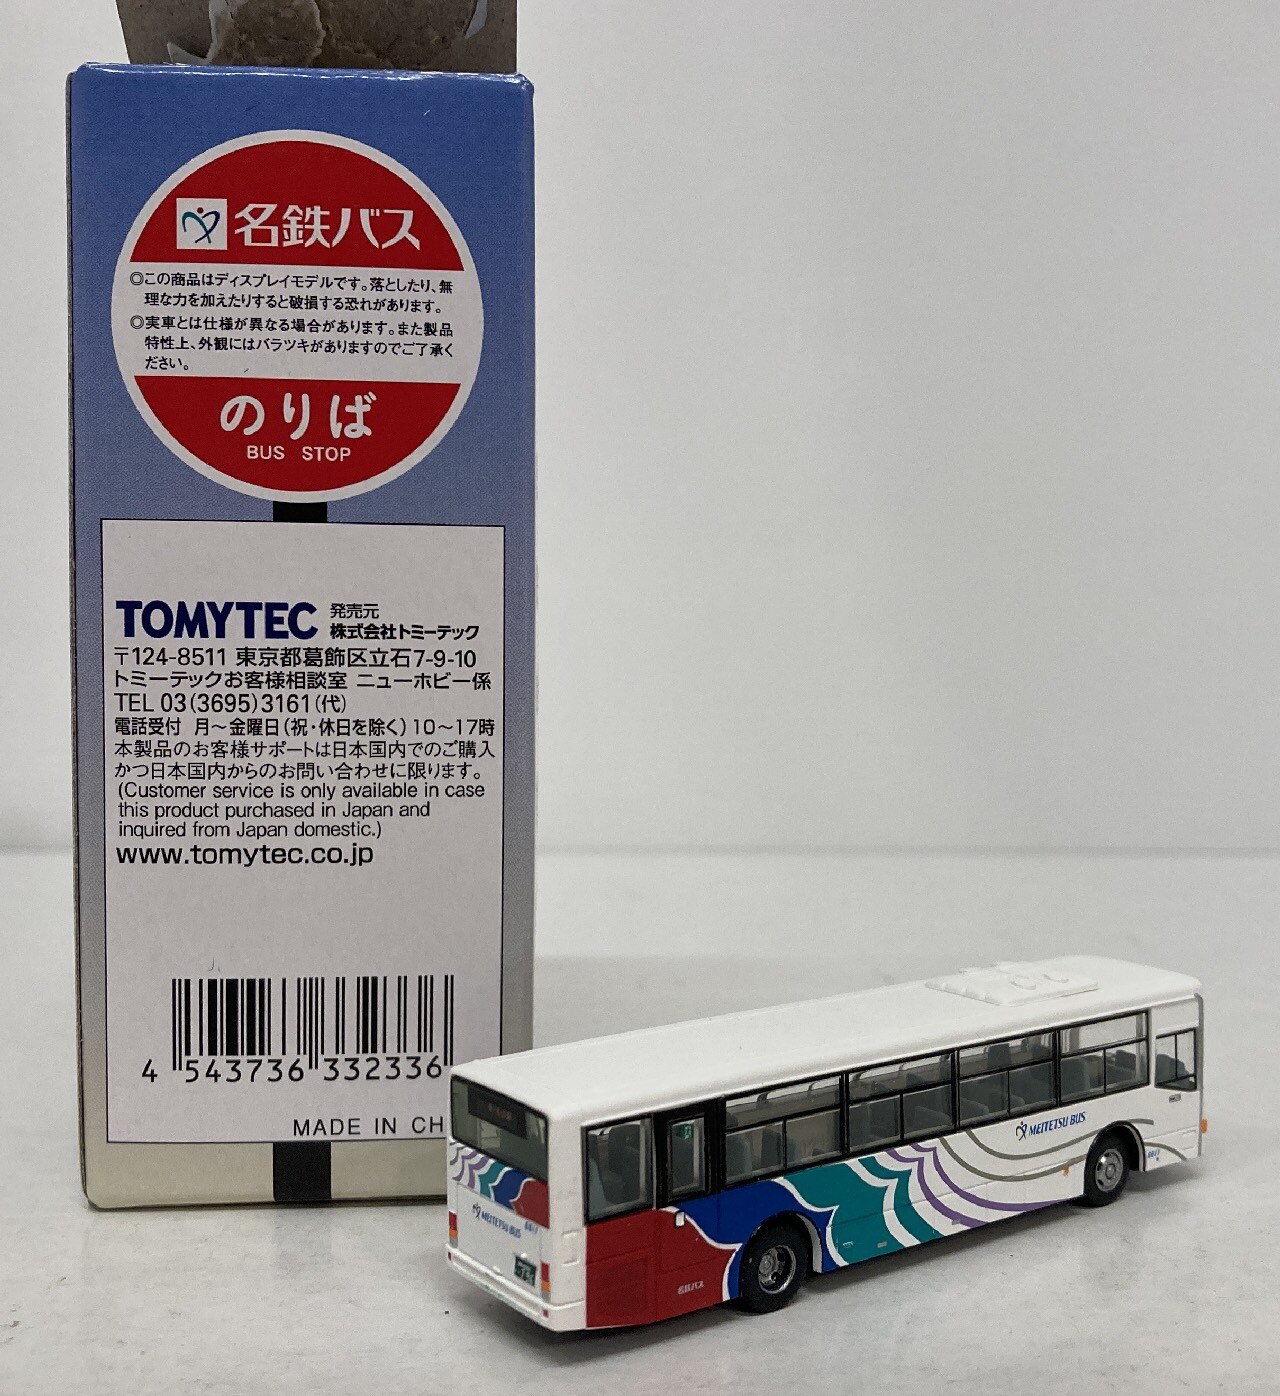 名鉄バス
◎この商品はディスプレイモデルです。落としたり、無
理な力を加えたりすると破損する恐れがあります。
◎実車とは仕様が異なる場合があります。また製品
特性上、外観にはバラツキがありますのでご了承く
ださい。
のりば
BUS STOP
TOMYTEC 発売元
株式会社トミーテック
〒124-8511 東京都葛飾区立石7-9-10
トミーテックお客様相談室 ニューホビー係
TEL 03(3695)3161(代)
電話受付 月～金曜日(祝・休日を除く)10～17時
本製品のお客様サポートは日本国内でのご購入
かつ日本国内からのお問い合わせに限ります。
(Customer service is only available in case
this product purchased in Japan and
inquired from Japan domestic.)
www.tomytec.co.jp
4 543736 332336
MADE IN CH
MEITETSU BUS
MEITETSU BUS
名鉄バス